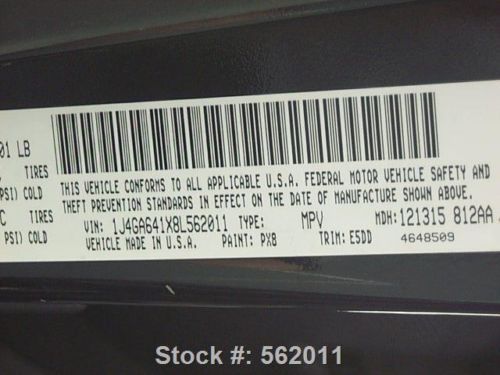 01 LB
TIRES
PSI) COLD
TIRES
PSI) COLD
THIS VEHICLE CONFORMS TO ALL APPLICABLE U.S.A. FEDERAL MOTOR VEHICLE SAFETY AND
THEFT PREVENTION STANDARDS IN EFFECT ON THE DATE OF MANUFACTURE SHOWN ABOVE.
VIN: 1J4GA641X8L562011 TYPE: MPV MDH: 121315 812AA
VEHICLE MADE IN U.S.A. PAINT: PX8 TRIM: E5DD 4648509
Stock #: 562011